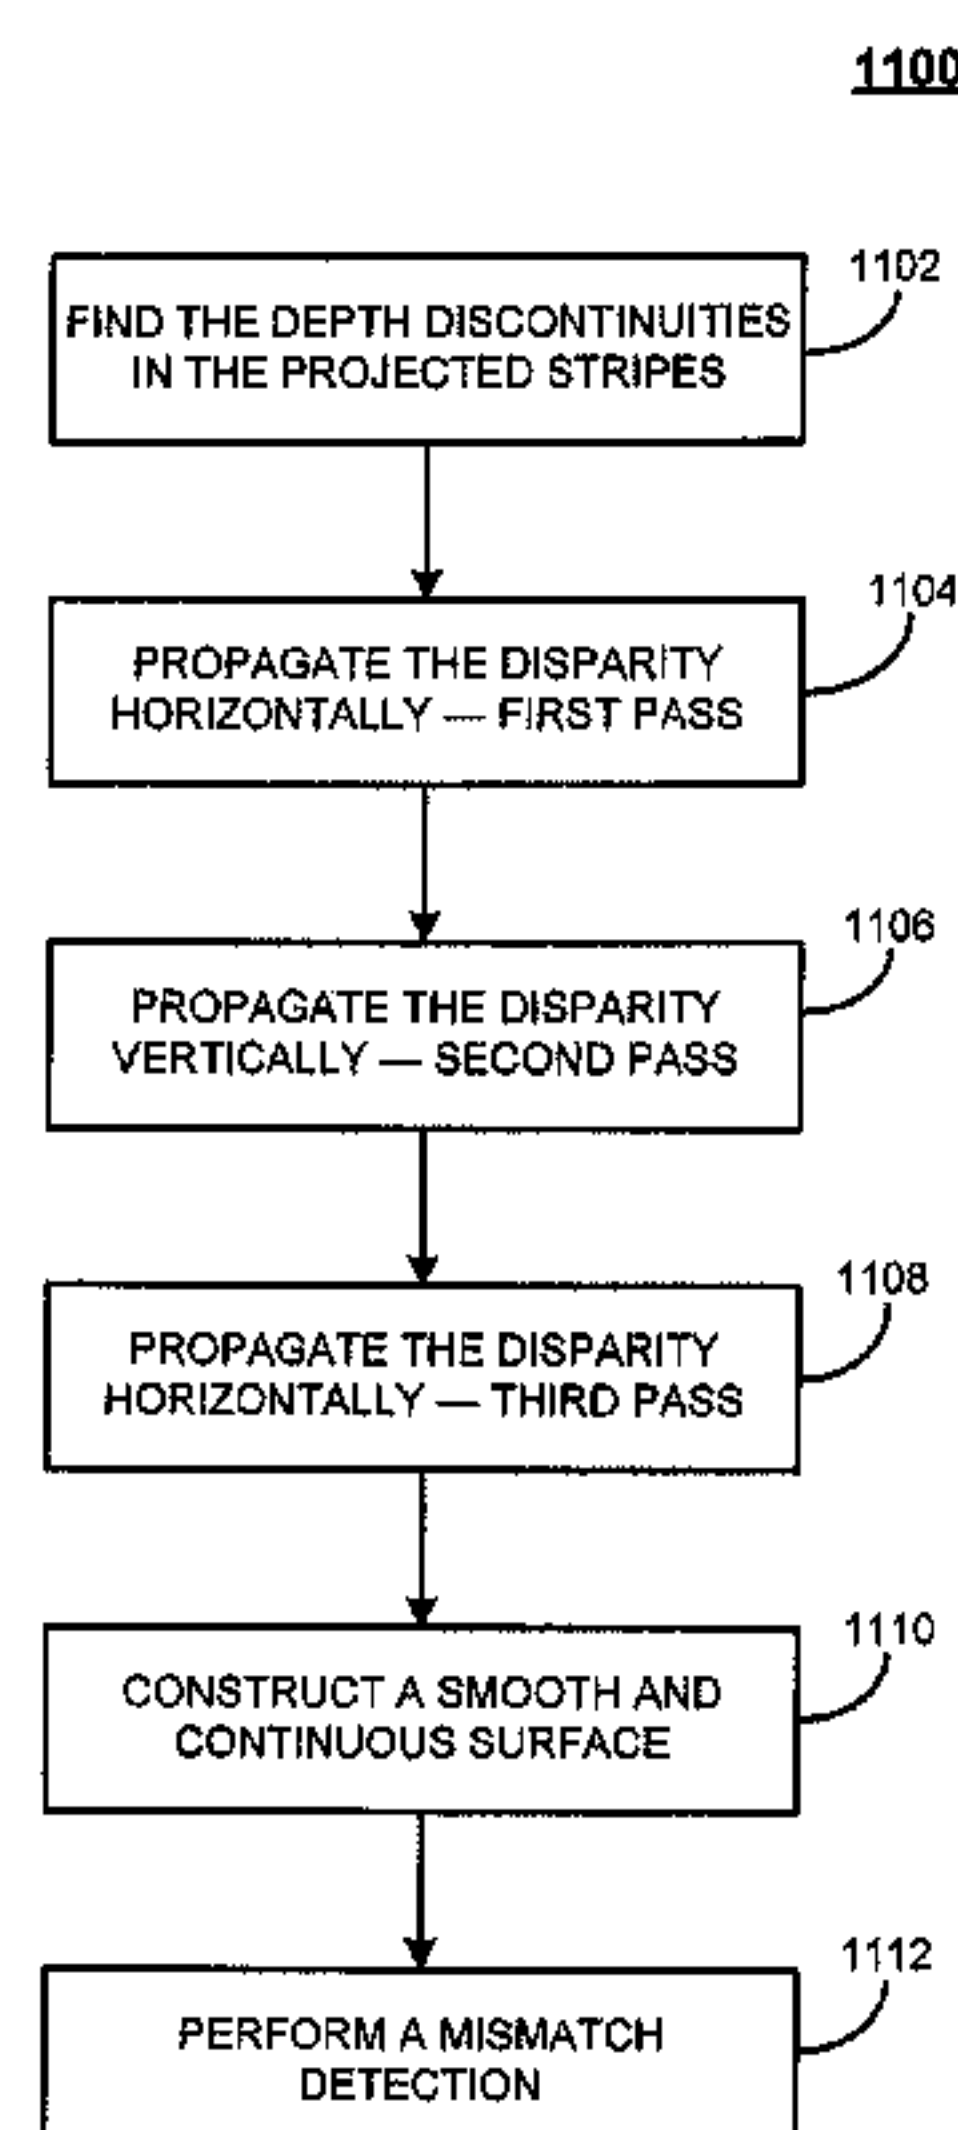 1100
1102
FIND THE DEPTH DISCONTINUITIES
IN THE PROJECTED STRIPES
1104
PROPAGATE THE DISPARITY
HORIZONTALLY — FIRST PASS
1106
PROPAGATE THE DISPARITY
VERTICALLY — SECOND PASS
1108
PROPAGATE THE DISPARITY
HORIZONTALLY — THIRD PASS
1110
CONSTRUCT A SMOOTH AND
CONTINUOUS SURFACE
1112
PERFORM A MISMATCH
DETECTION